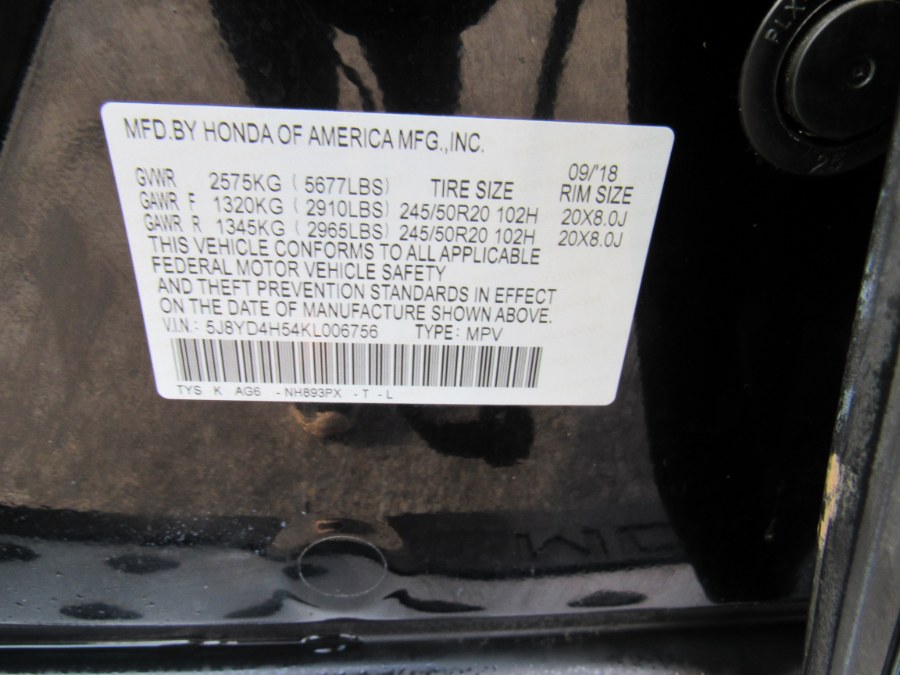 MFD.BY HONDA OF AMERICA MFG.,INC.
09/'18
GVWR 2575KG ( 5677LBS) TIRE SIZE RIM SIZE
GAWR F 1320KG ( 2910LBS) 245/50R20 102H 20X8.0J
GAWR R 1345KG ( 2965LBS) 245/50R20 102H 20X8.0J
THIS VEHICLE CONFORMS TO ALL APPLICABLE
FEDERAL MOTOR VEHICLE SAFETY
AND THEFT PREVENTION STANDARDS IN EFFECT
ON THE DATE OF MANUFACTURE SHOWN ABOVE.
V.I.N.: 5J8YD4H54KL006756 TYPE: MPV
TYS K AG6 -NH893PX -T -L
PLX
25